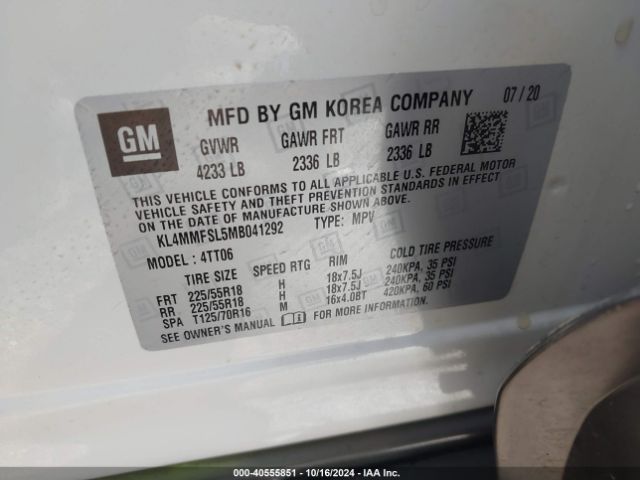 GM
MFD BY GM KOREA COMPANY 07/20
GVWR GAWR FRT GAWR RR
4233 LB 2336 LB 2336 LB
THIS VEHICLE CONFORMS TO ALL APPLICABLE U.S. FEDERAL MOTOR
VEHICLE SAFETY AND THEFT PREVENTION STANDARDS IN EFFECT
ON THE DATE OF MANUFACTURE SHOWN ABOVE.
KL4MMFSL5MB041292 TYPE: MPV
MODEL: 4TT06
TIRE SIZE SPEED RTG RIM COLD TIRE PRESSURE
FRT 225/55R18 H 18x7.5J 240KPA, 35 PSI
RR 225/55R18 H 18x7.5J 240KPA, 35 PSI
SPA T125/70R16 M 16x4.0BT 420KPA, 60 PSI
SEE OWNER'S MANUAL FOR MORE INFORMATION.
000-40555851 | 10/16/2024 | IAA Inc.